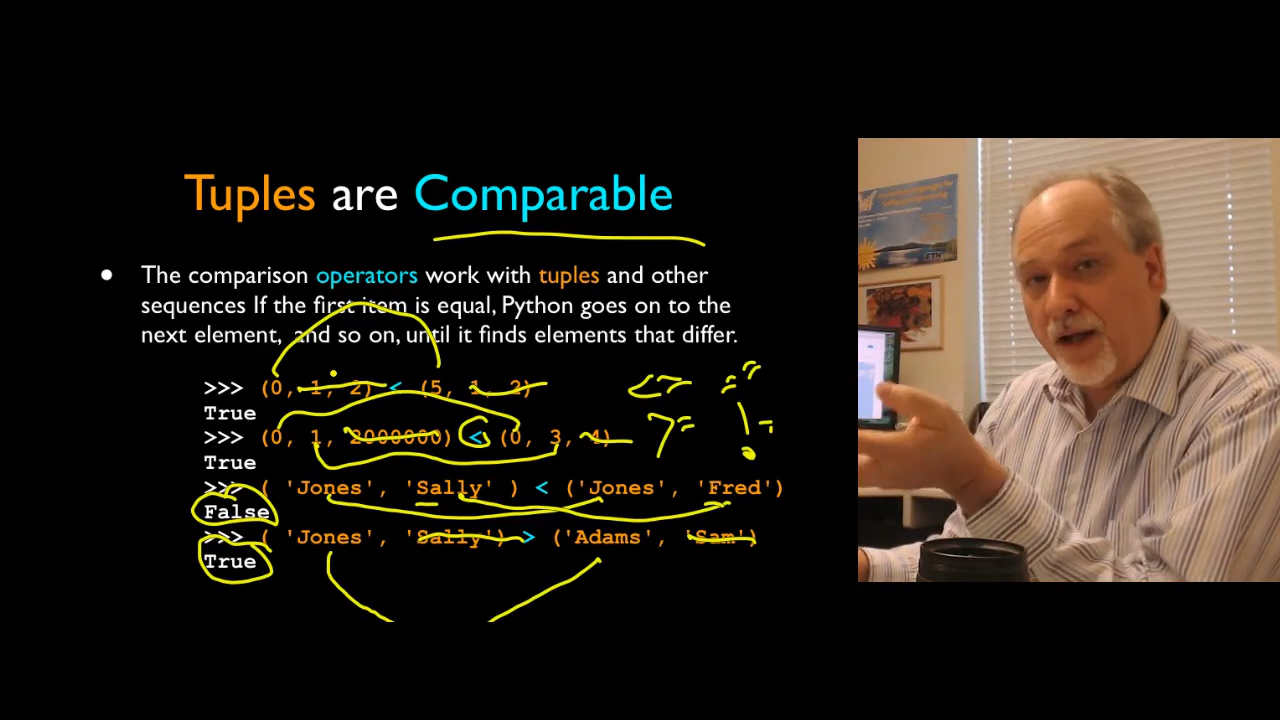 Tuples are Comparable
• The comparison operators work with tuples and other
sequences If the first item is equal, Python goes on to the
next element, and so on, until it finds elements that differ.
>>> (0, 1, 2) < (5, 1, 2)
True
>>> (0, 1, 2000000) < (0, 3, 4)
True
>>> ( 'Jones', 'Sally' ) < ('Jones', 'Fred')
False
>>> ( 'Jones', 'Sally') > ('Adams', 'Sam')
True